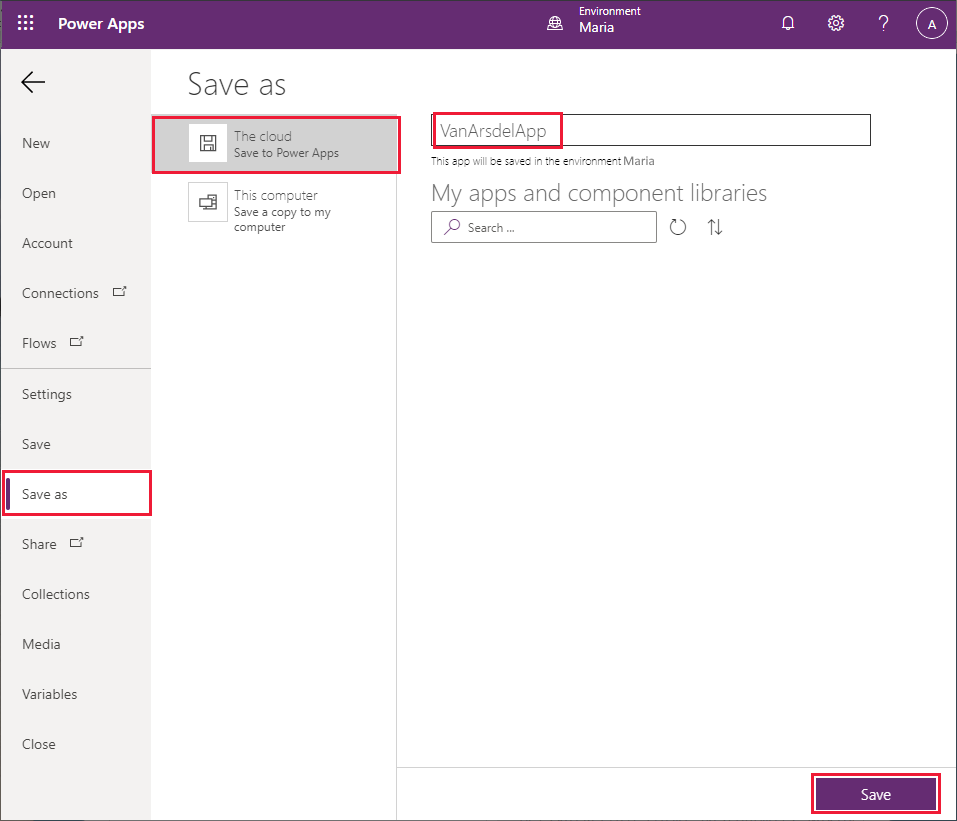 Power Apps
Environment
Maria
?
A
Save as
New
Open
Account
Connections
Flows
Settings
Save
Save as
Share
Collections
Media
Variables
Close
The cloud
Save to Power Apps
This computer
Save a copy to my
computer
VanArsdelApp
This app will be saved in the environment Maria
My apps and component libraries
Search ...
Save